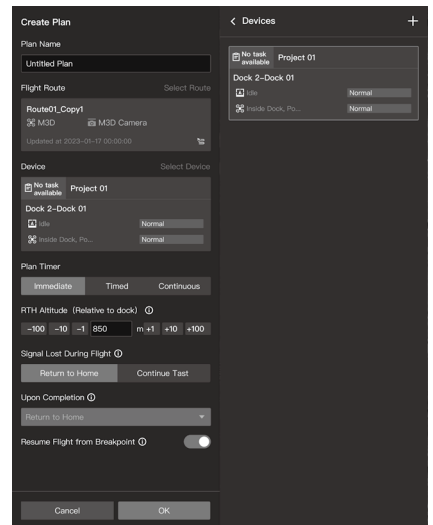 Create Plan
Plan Name
Untitled Plan
Flight Route Select Route
Route01_Copy1
M3D M3D Camera
Updated at 2023-01-17 00:00:00
Device Select Device
No task available Project 01
Dock 2-Dock 01
Idle Normal
Inside Dock, Po... Normal
Plan Timer
Immediate Timed Continuous
RTH Altitude (Relative to dock)
-100 -10 -1 850 m +1 +10 +100
Signal Lost During Flight
Return to Home Continue Tast
Upon Completion
Return to Home
Resume Flight from Breakpoint
Cancel OK
Devices
No task available Project 01
Dock 2-Dock 01
Idle Normal
Inside Dock, Po... Normal